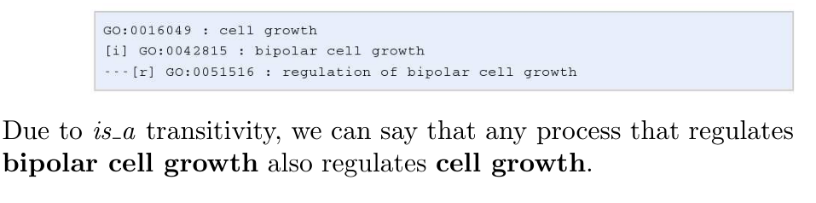 GO:0016049 : cell growth
[i] GO:0042815 : bipolar cell growth
---[r] GO:0051516 : regulation of bipolar cell growth
Due to is_a transitivity, we can say that any process that regulates
bipolar cell growth also regulates cell growth.